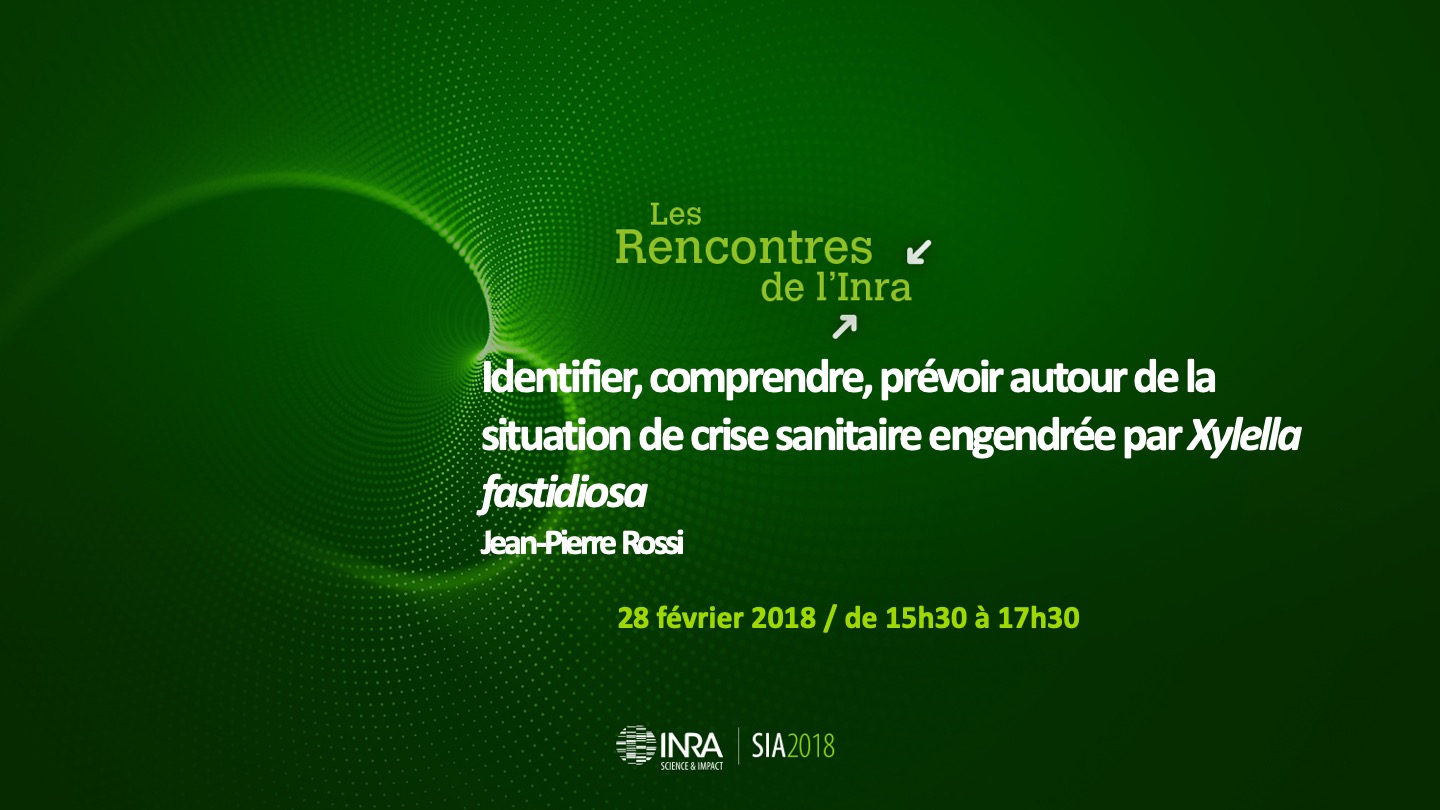 Les
Rencontres
de l'Inra
Identifier, comprendre, prévoir autour de la
situation de crise sanitaire engendrée par Xylella
fastidiosa
Jean-Pierre Rossi
28 février 2018 / de 15h30 à 17h30
INRA
SCIENCE & IMPACT
SIA2018